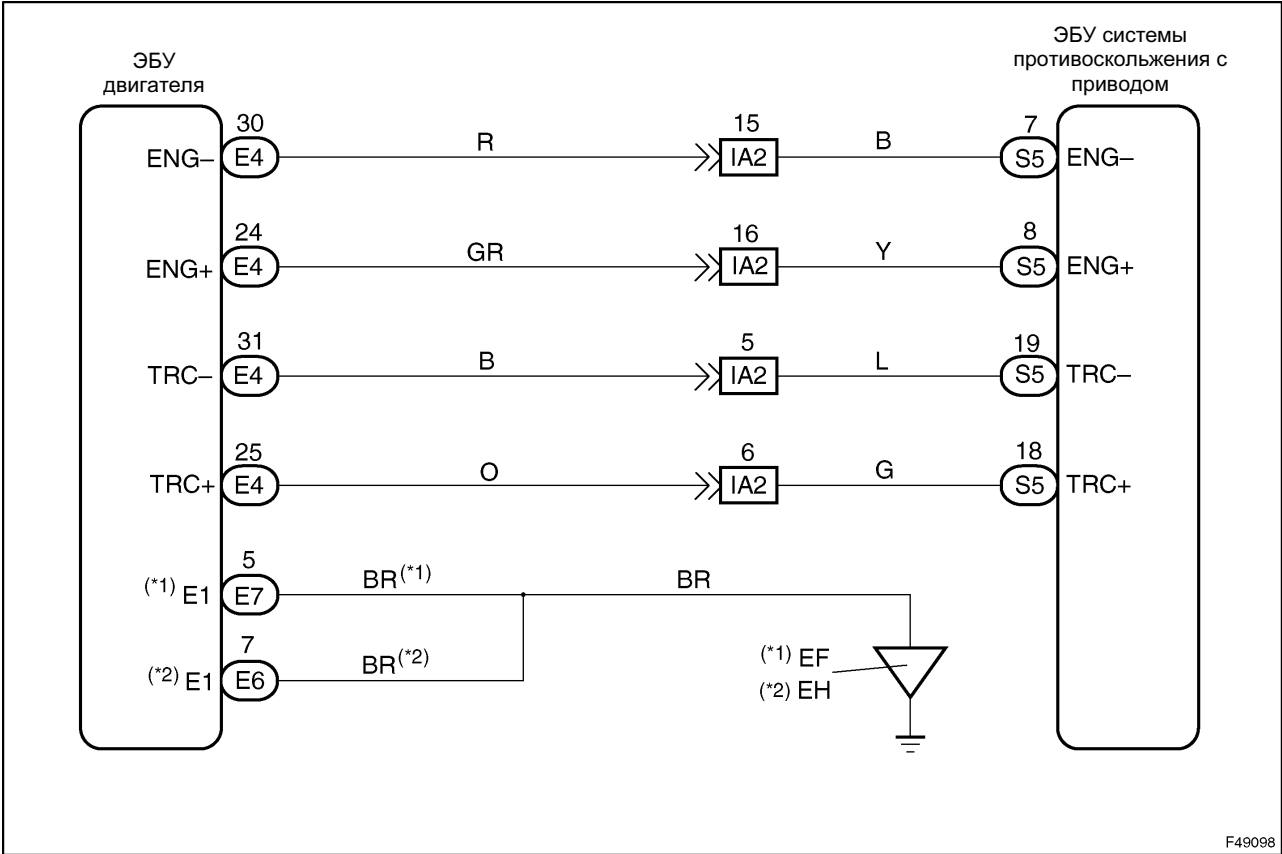 ЭБУ
двигателя
ЭБУ системы
противоскольжения с
приводом
30
ENG– E4 R
15
IA2 B
7
S5 ENG–
24
ENG+ E4 GR
16
IA2 Y
8
S5 ENG+
31
TRC– E4 B
5
IA2 L
19
S5 TRC–
25
TRC+ E4 O
6
IA2 G
18
S5 TRC+
5
(*1) E1 E7 BR(*1) BR
7
(*2) E1 E6 BR(*2)
(*1) EF
(*2) EH
F49098